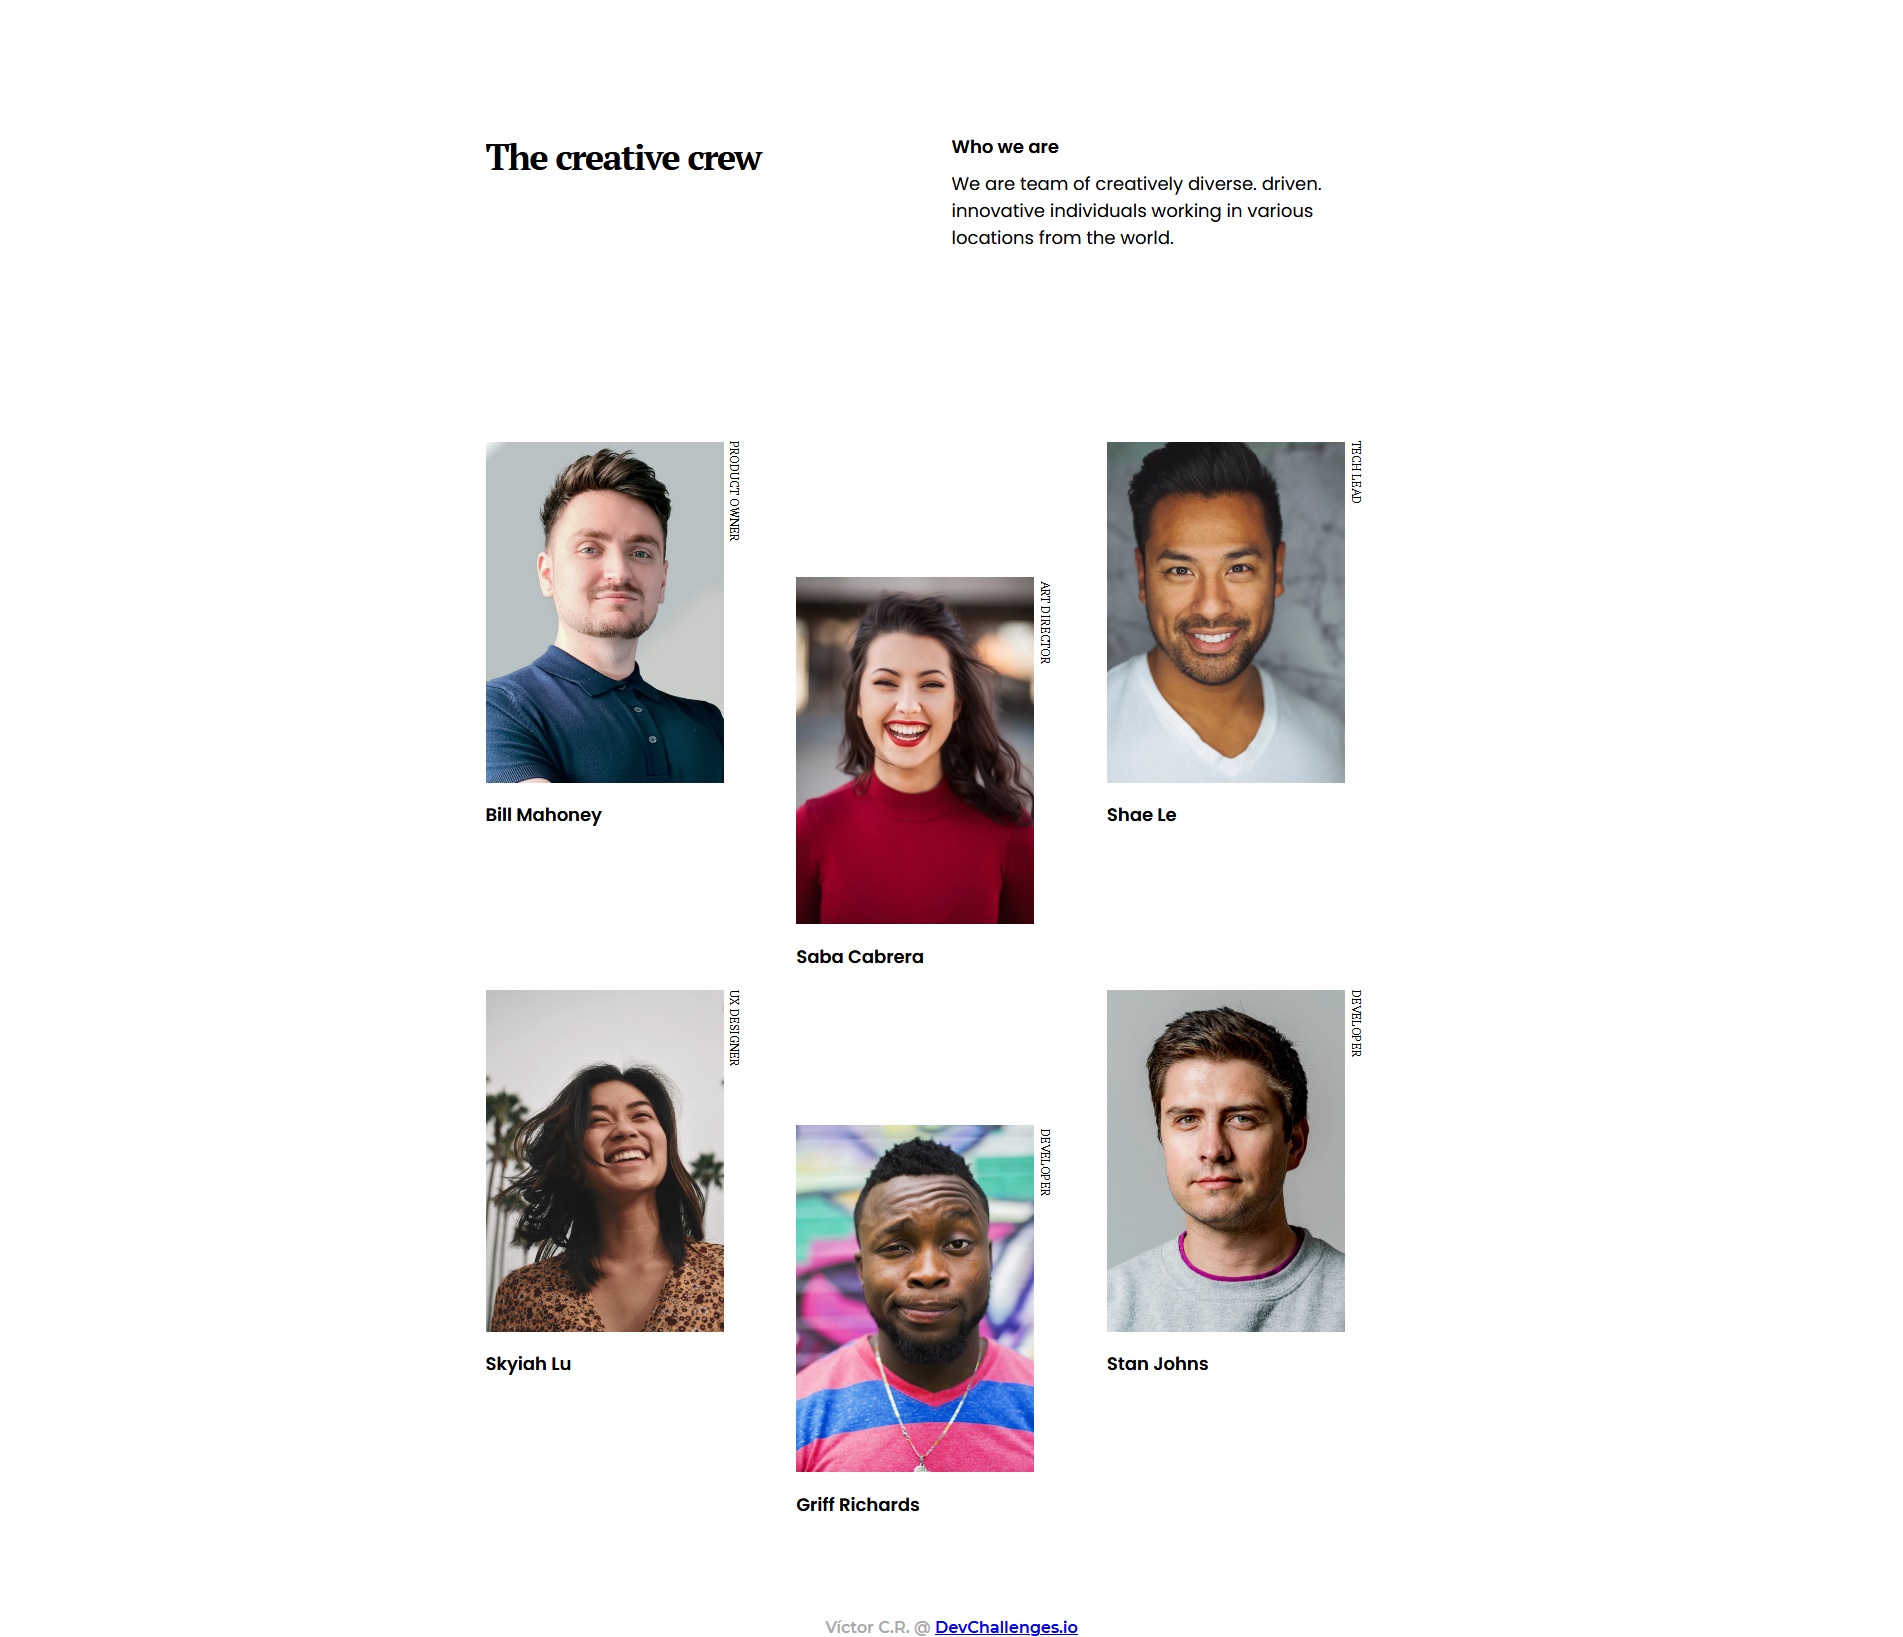 The creative crew
Who we are
We are team of creatively diverse. driven.
innovative individuals working in various
locations from the world.
PRODUCT OWNER
Bill Mahoney
ART DIRECTOR
Saba Cabrera
TECH LEAD
Shae Le
UX DESIGNER
Skyiah Lu
DEVELOPER
Griff Richards
DEVELOPER
Stan Johns
Víctor C.R. @ DevChallenges.io